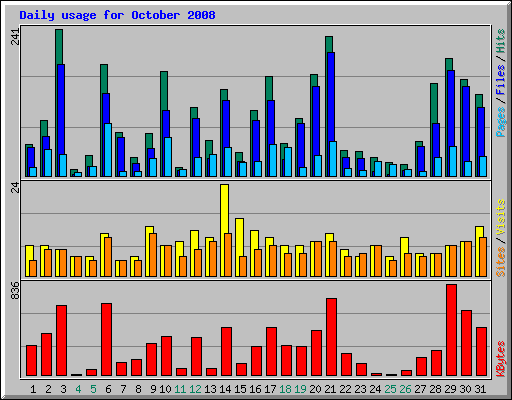 Daily usage for October 2008
241
Pages / Files / Hits
24
Sites / Visits
836
KBytes
1 2 3 4 5 6 7 8 9 10 11 12 13 14 15 16 17 18 19 20 21 22 23 24 25 26 27 28 29 30 31